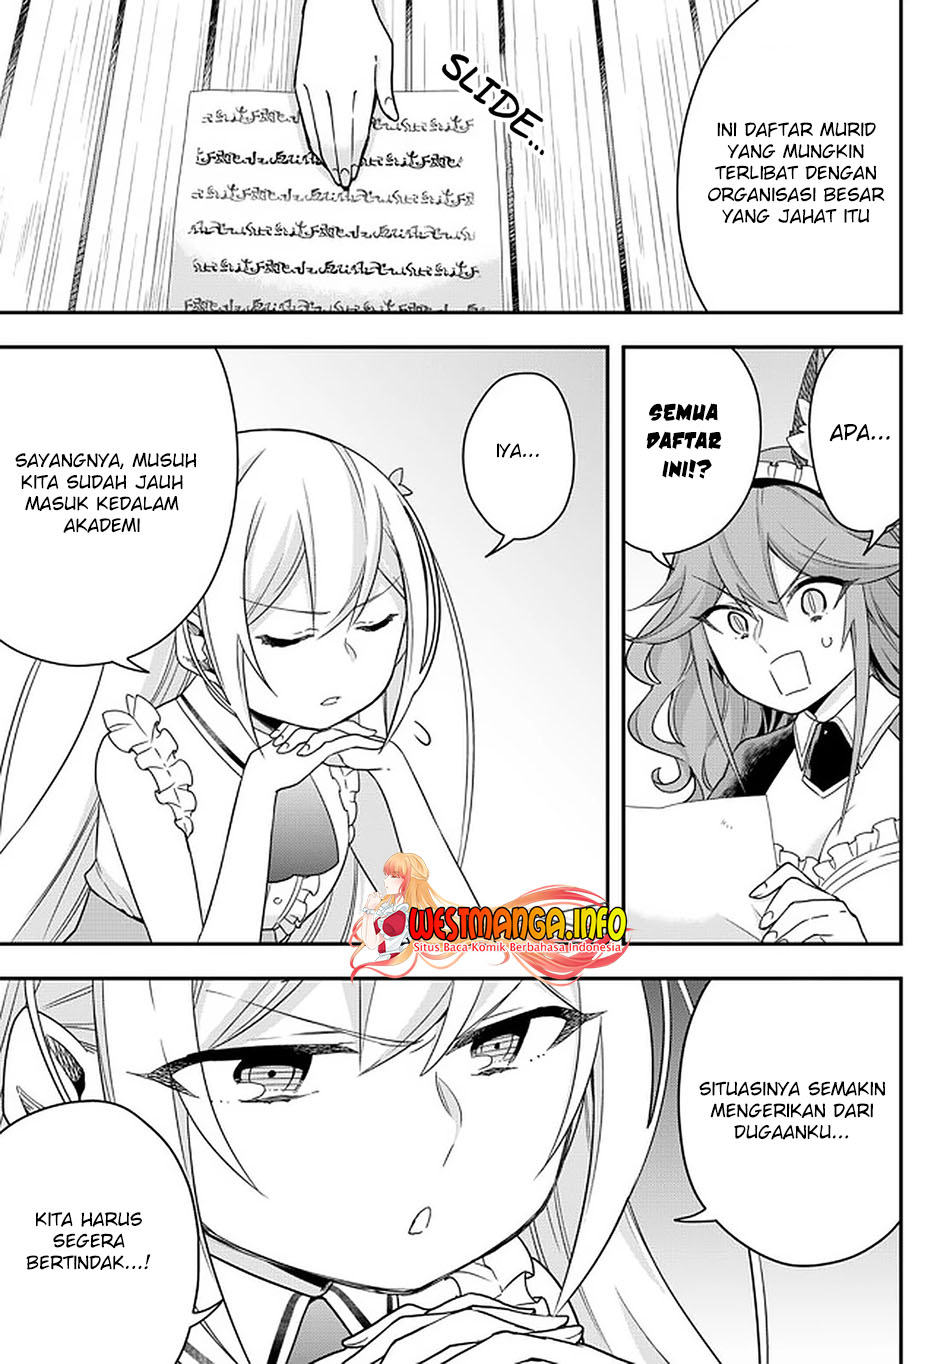 INI DAFTAR MURID
YANG MUNGKIN
TERLIBAT DENGAN
ORGANISASI BESAR
YANG JAHAT ITU
SLIDE...
APA...
SEMUA
DAFTAR
INI!?
IYA...
SAYANGNYA, MUSUH
KITA SUDAH JAUH
MASUK KEDALAM
AKADEMI
WESTMANGA.INFO
Situs Baca Komik Berbahasa Indonesia
SITUASINYA SEMAKIN
MENGERIKAN DARI
DUGAANKU...
KITA HARUS
SEGERA
BERTINDAK...!